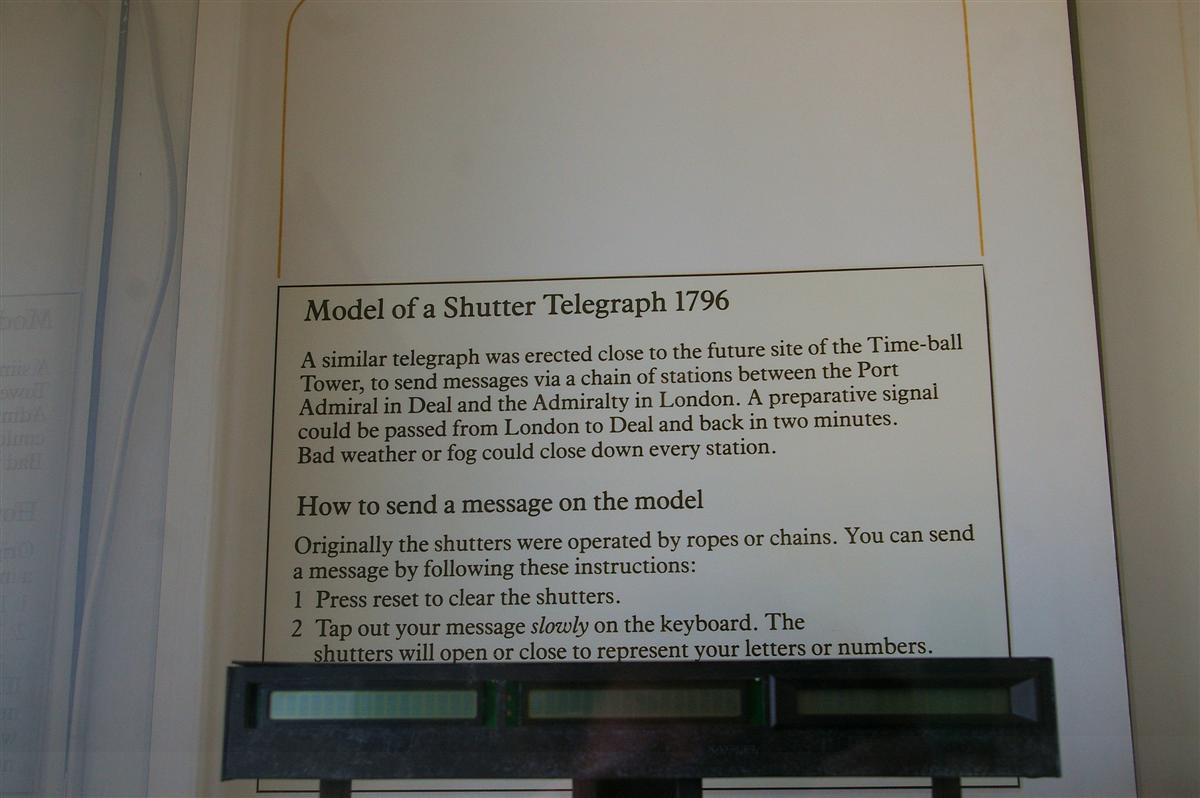 Model of a Shutter Telegraph 1796
A similar telegraph was erected close to the future site of the Time-ball
Tower, to send messages via a chain of stations between the Port
Admiral in Deal and the Admiralty in London. A preparative signal
could be passed from London to Deal and back in two minutes.
Bad weather or fog could close down every station.
How to send a message on the model
Originally the shutters were operated by ropes or chains. You can send
a message by following these instructions:
1 Press reset to clear the shutters.
2 Tap out your message slowly on the keyboard. The
shutters will open or close to represent your letters or numbers.